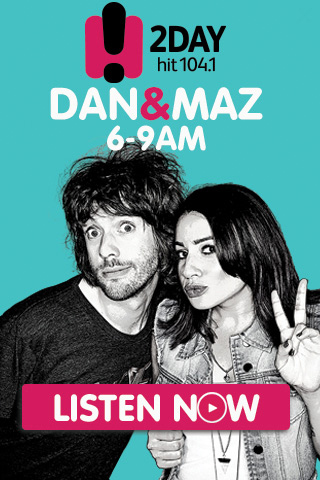 2DAY
hit 104.1
DAN&MAZ
6-9AM
LISTEN NOW